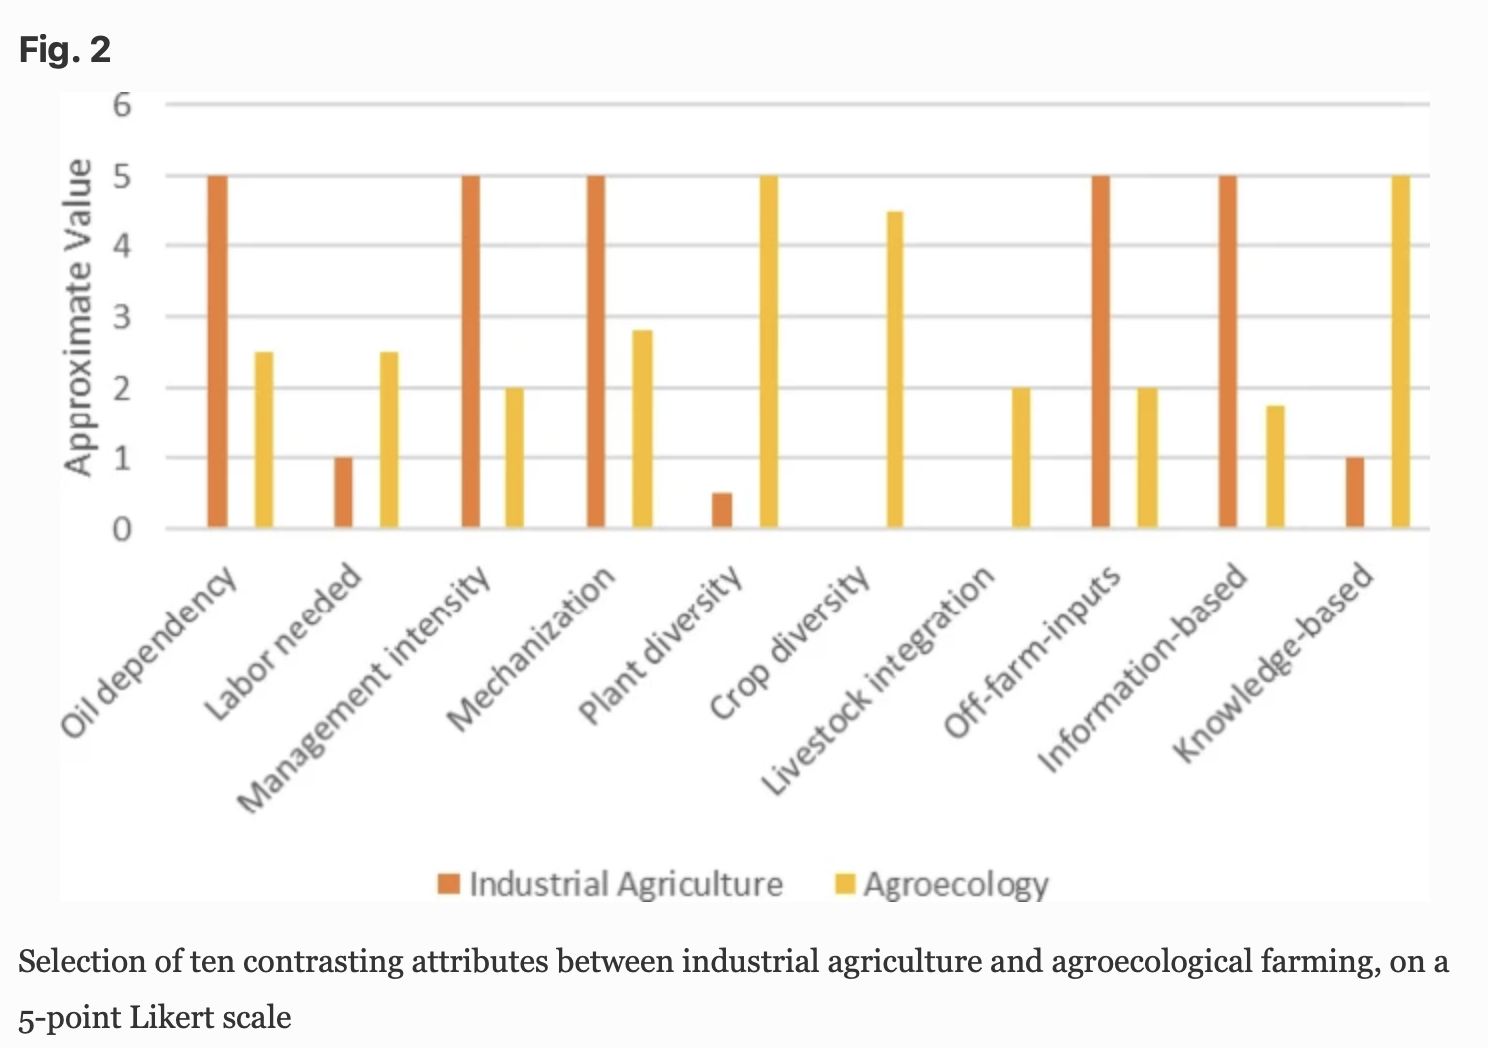 Fig. 2
6
5
4
3
2
1
0
Approximate Value
Oil dependency
Labor needed
Management intensity
Mechanization
Plant diversity
Crop diversity
Livestock integration
Off-farm-inputs
Information-based
Knowledge-based
Industrial Agriculture
Agroecology
Selection of ten contrasting attributes between industrial agriculture and agroecological farming, on a
5-point Likert scale